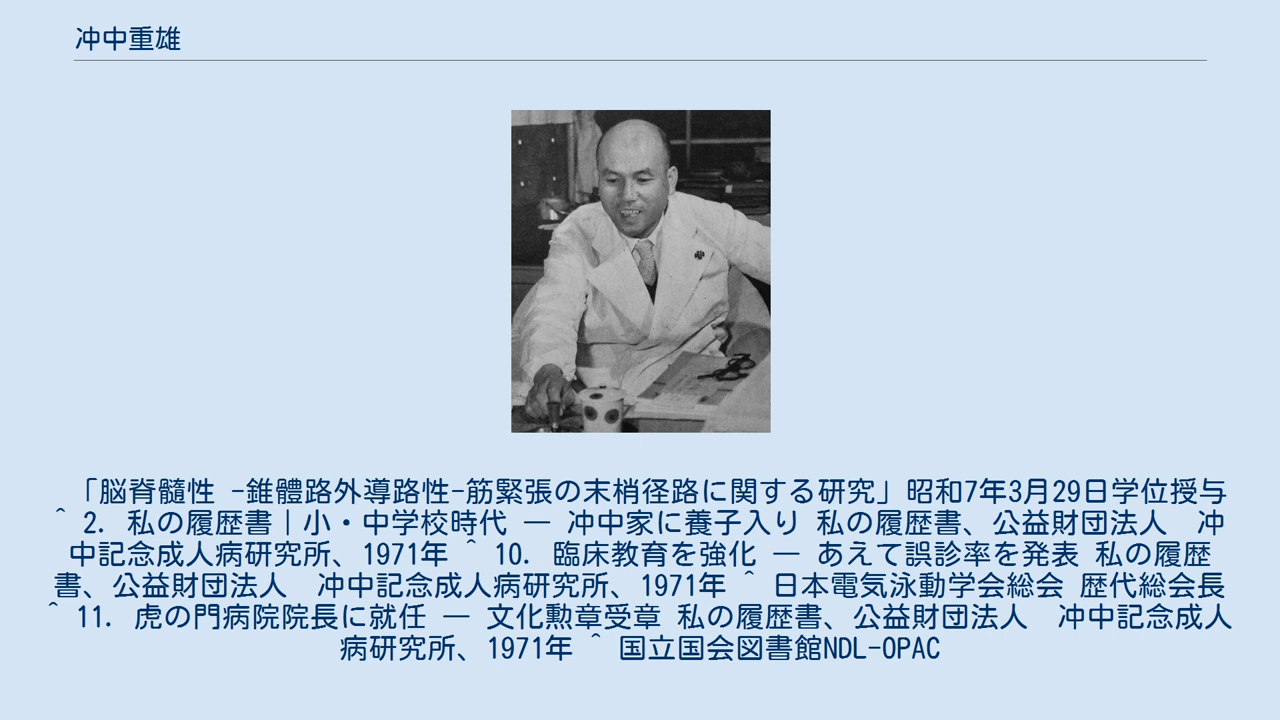 冲中重雄
「脳脊髓性 -錐體路外導路性-筋緊張の末梢径路に関する研究」昭和7年3月29日学位授与
^ 2. 私の履歴書｜小・中学校時代 ― 冲中家に養子入り 私の履歴書、公益財団法人　冲
中記念成人病研究所、1971年 ^ 10. 臨床教育を強化 ― あえて誤診率を発表 私の履歴
書、公益財団法人　冲中記念成人病研究所、1971年 ^ 日本電気泳動学会総会 歴代総会長
^ 11. 虎の門病院院長に就任 ― 文化勲章受章 私の履歴書、公益財団法人　冲中記念成人
病研究所、1971年 ^ 国立国会図書館NDL-OPAC